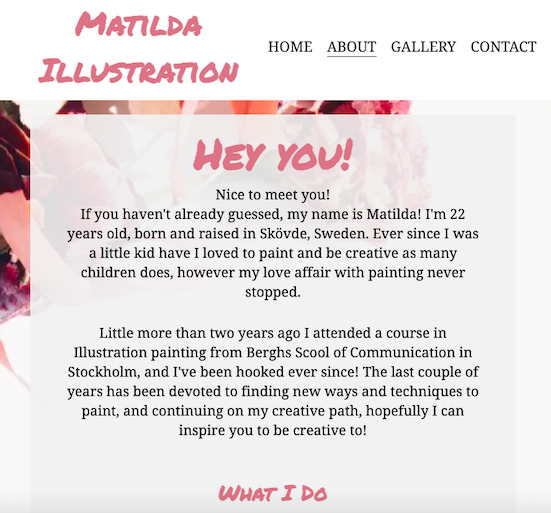 Matilda
Illustration
HOME ABOUT GALLERY CONTACT
Hey you!
Nice to meet you!
If you haven't already guessed, my name is Matilda! I'm 22
years old, born and raised in Skövde, Sweden. Ever since I was
a little kid have I loved to paint and be creative as many
children does, however my love affair with painting never
stopped.
Little more than two years ago I attended a course in
Illustration painting from Berghs Scool of Communication in
Stockholm, and I've been hooked ever since! The last couple of
years has been devoted to finding new ways and techniques to
paint, and continuing on my creative path, hopefully I can
inspire you to be creative to!
What I Do